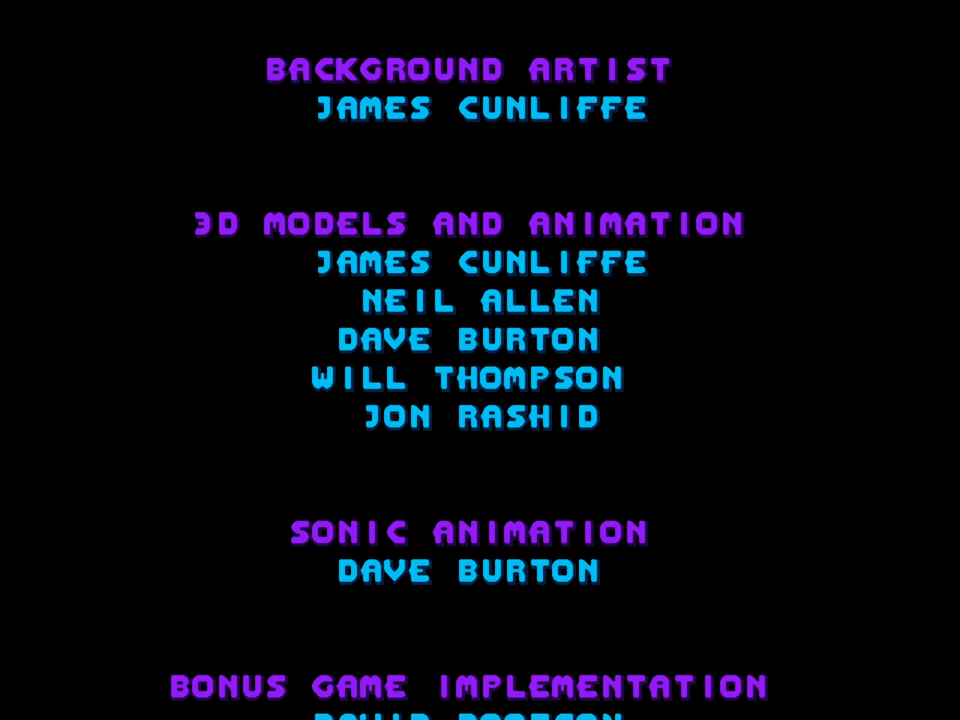 BACKGROUND ARTIST
JAMES CUNLIFFE
3D MODELS AND ANIMATION
JAMES CUNLIFFE
NEIL ALLEN
DAVE BURTON
WILL THOMPSON
JON RASHID
SONIC ANIMATION
DAVE BURTON
BONUS GAME IMPLEMENTATION